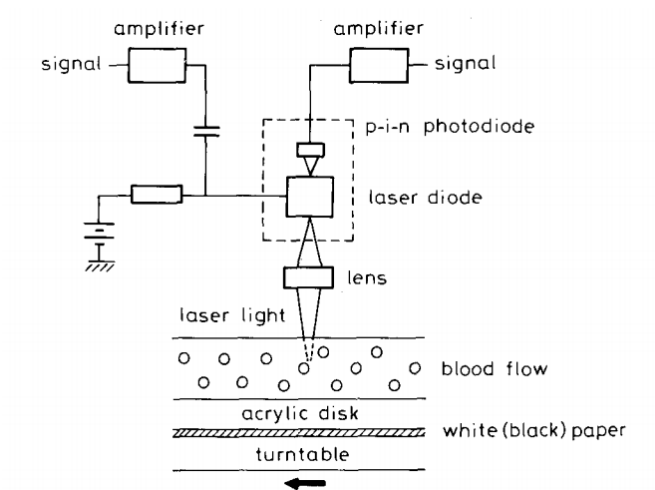 amplifier
amplifier
signal
signal
p-i-n photodiode
laser diode
lens
laser light
blood flow
acrylic disk
white (black) paper
turntable